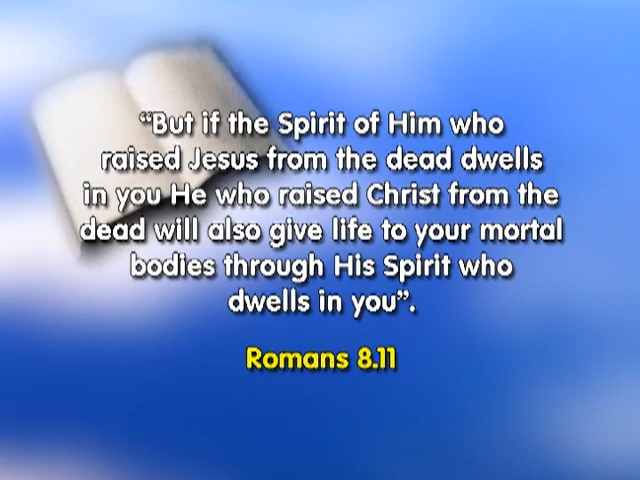 “But if the Spirit of Him who
raised Jesus from the dead dwells
in you He who raised Christ from the
dead will also give life to your mortal
bodies through His Spirit who
dwells in you”.
Romans 8.11